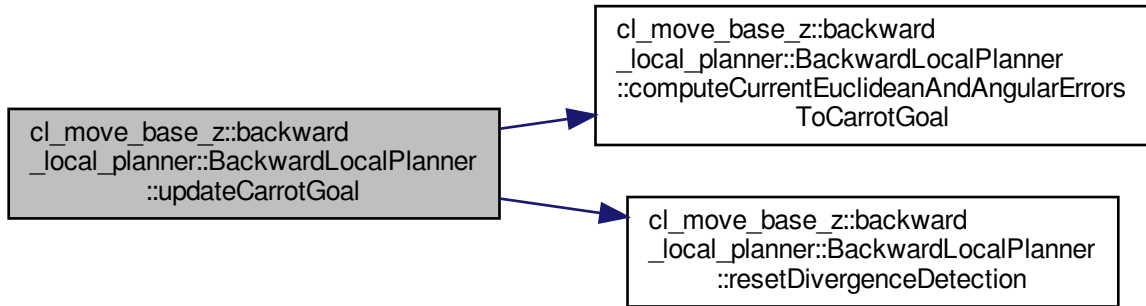 cl_move_base_z::backward
_local_planner::BackwardLocalPlanner
::updateCarrotGoal
cl_move_base_z::backward
_local_planner::BackwardLocalPlanner
::computeCurrentEuclideanAndAngularErrors
ToCarrotGoal
cl_move_base_z::backward
_local_planner::BackwardLocalPlanner
::resetDivergenceDetection